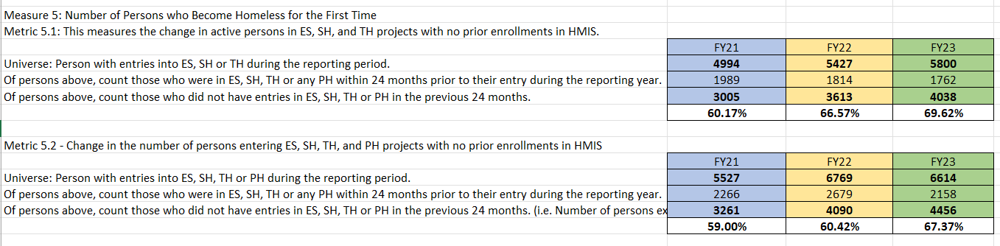 Measure 5: Number of Persons who Become Homeless for the First Time
Metric 5.1: This measures the change in active persons in ES, SH, and TH projects with no prior enrollments in HMIS.
FY21 FY22 FY23
Universe: Person with entries into ES, SH or TH during the reporting period. 4994 5427 5800
Of persons above, count those who were in ES, SH, TH or any PH within 24 months prior to their entry during the reporting year. 1989 1814 1762
Of persons above, count those who did not have entries in ES, SH, TH or PH in the previous 24 months. 3005 3613 4038
60.17% 66.57% 69.62%
Metric 5.2 - Change in the number of persons entering ES, SH, TH, and PH projects with no prior enrollments in HMIS
FY21 FY22 FY23
Universe: Person with entries into ES, SH, TH or PH during the reporting period. 5527 6769 6614
Of persons above, count those who were in ES, SH, TH or any PH within 24 months prior to their entry during the reporting year. 2266 2679 2158
Of persons above, count those who did not have entries in ES, SH, TH or PH in the previous 24 months. (i.e. Number of persons ex 3261 4090 4456
59.00% 60.42% 67.37%